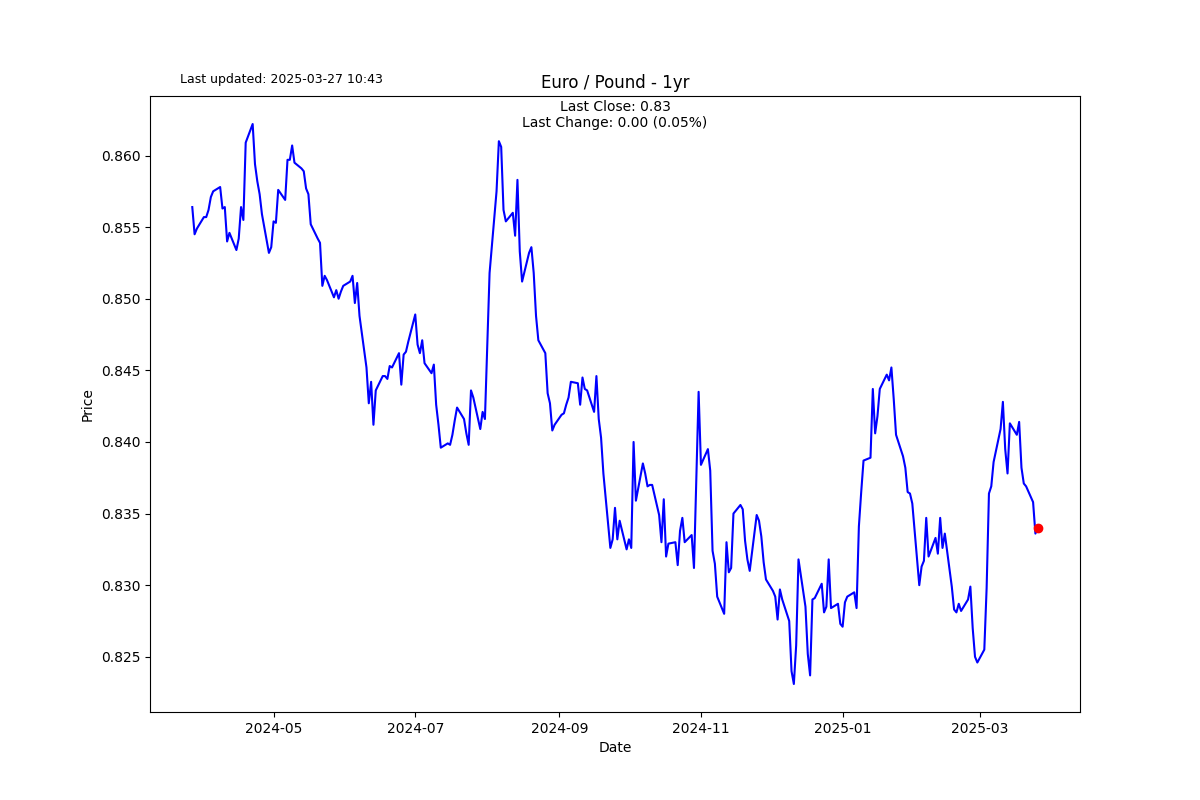 Last updated: 2025-03-27 10:43
Euro / Pound - 1yr
Last Close: 0.83
Last Change: 0.00 (0.05%)
0.860
0.855
0.850
0.845
0.840
0.835
0.830
0.825
Price
2024-05 2024-07 2024-09 2024-11 2025-01 2025-03
Date